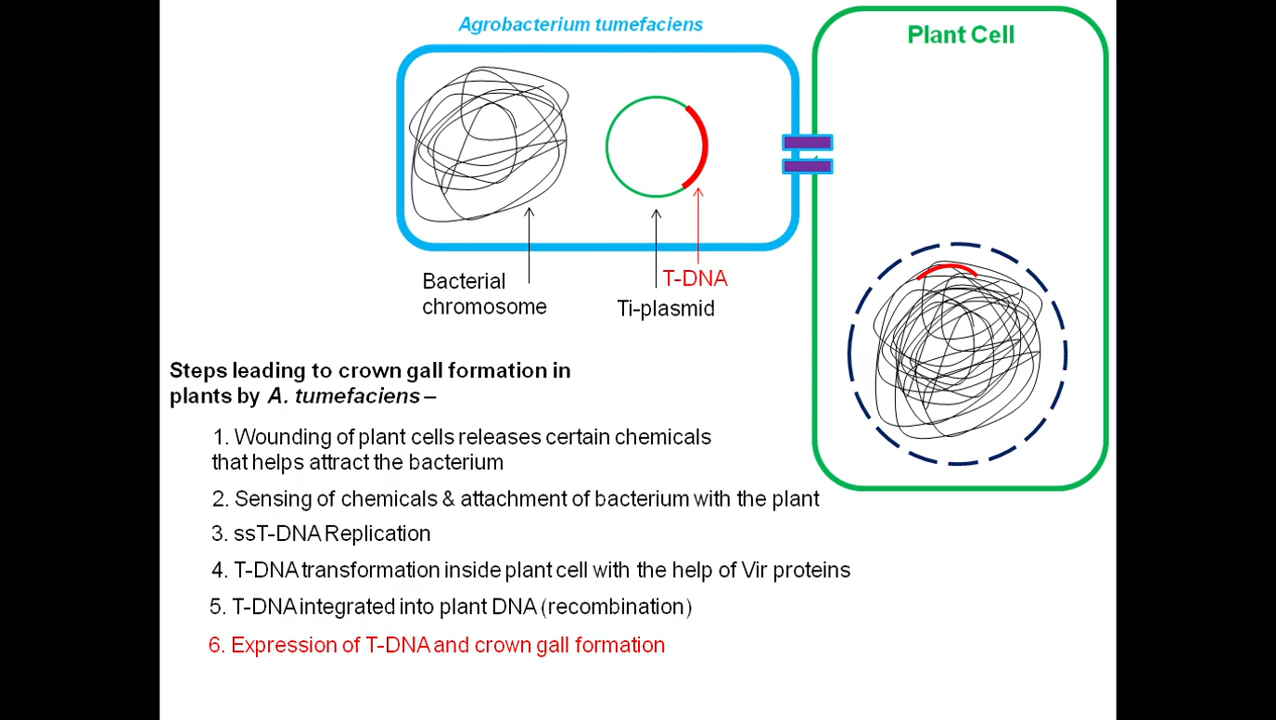 Agrobacterium tumefaciens
Plant Cell
Bacterial
chromosome
T-DNA
Ti-plasmid
Steps leading to crown gall formation in
plants by A. tumefaciens –
1. Wounding of plant cells releases certain chemicals
that helps attract the bacterium
2. Sensing of chemicals & attachment of bacterium with the plant
3. ssT-DNA Replication
4. T-DNA transformation inside plant cell with the help of Vir proteins
5. T-DNA integrated into plant DNA (recombination)
6. Expression of T-DNA and crown gall formation